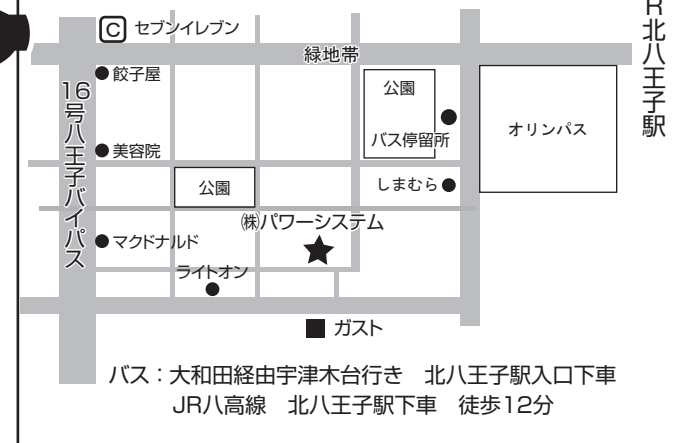 C セブンイレブン
緑地帯
餃子屋
公園
16号八王子バイパス
オリンパス
R北八王子駅
バス停留所
美容院
公園
しまむら
㈱パワーシステム
マクドナルド
ライトオン
ガスト
バス：大和田経由宇津木台行き　北八王子駅入口下車
JR八高線　北八王子駅下車　徒歩12分